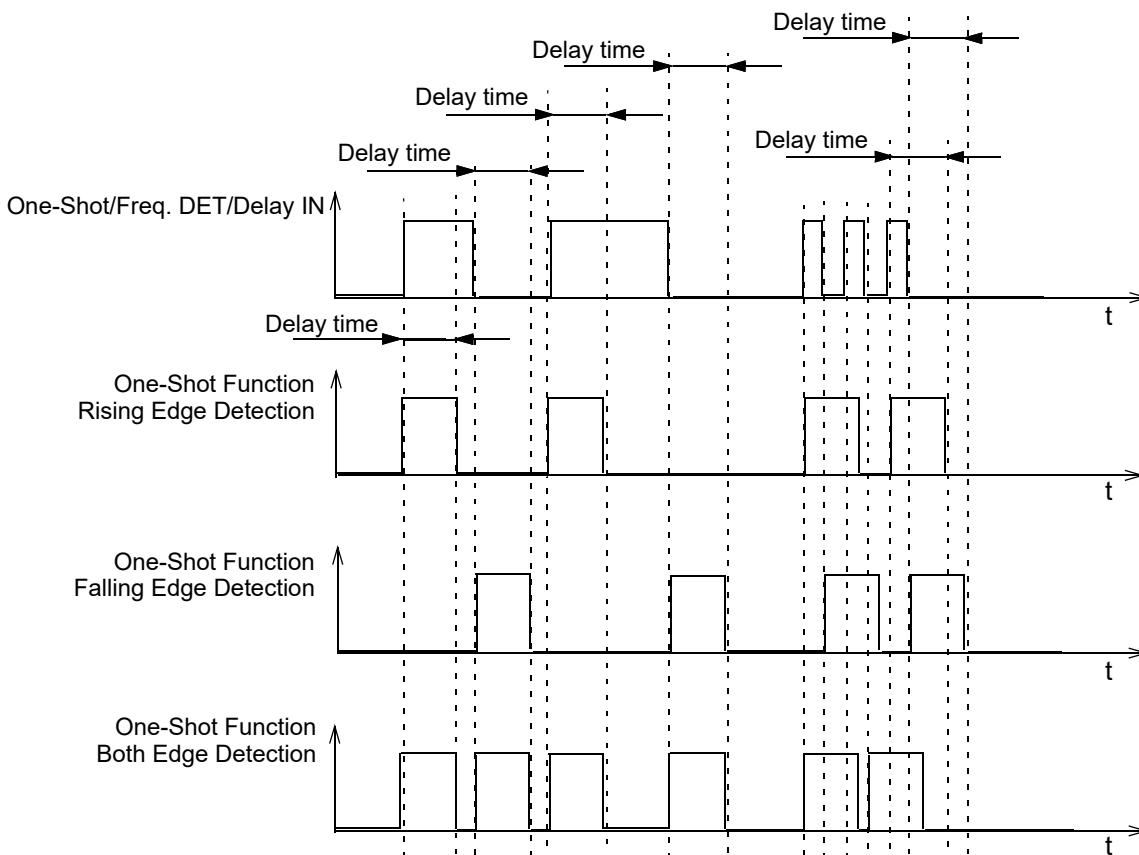 Delay time
Delay time
Delay time
Delay time
Delay time
One-Shot/Freq. DET/Delay IN
t
Delay time
One-Shot Function
Rising Edge Detection
t
One-Shot Function
Falling Edge Detection
t
One-Shot Function
Both Edge Detection
t